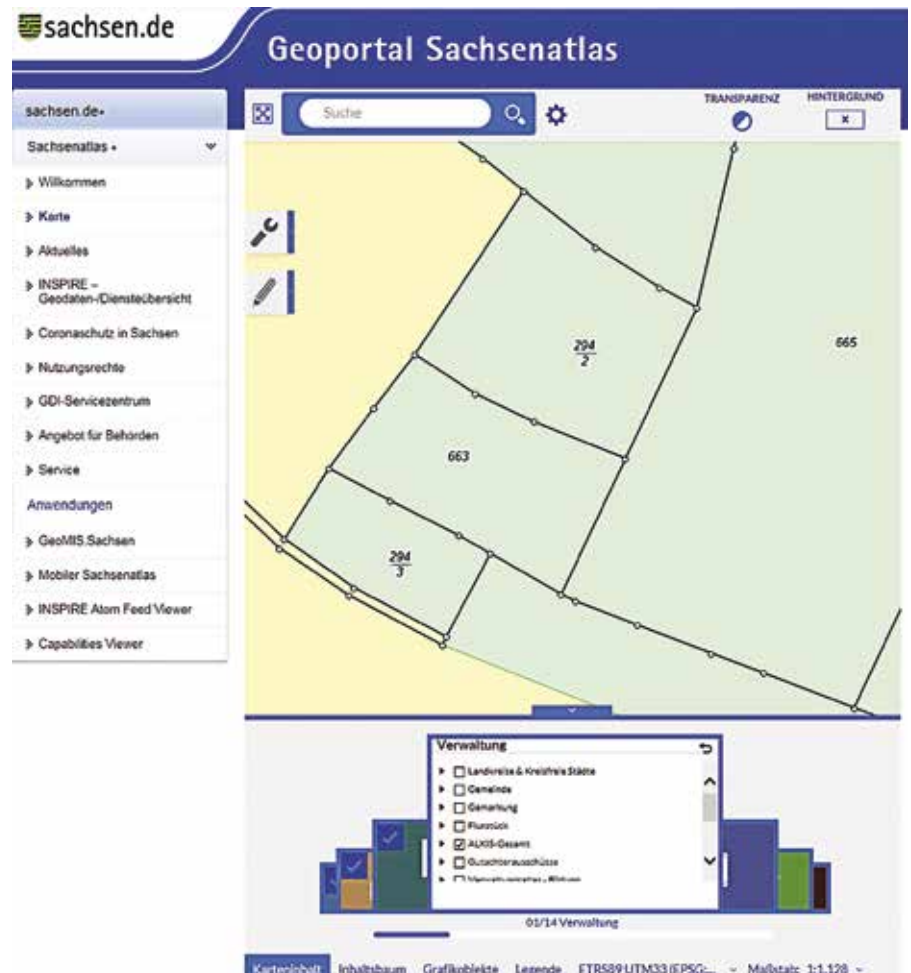 sachsen.de
Geoportal Sachsenatlas
sachsen.de
Sachsenatlas
Willkommen
Karte
Aktuelles
INSPIRE –
Geodaten-/Diensteübersicht
Coronaschutz in Sachsen
Nutzungsrechte
GDI-Servicezentrum
Angebot für Behörden
Service
Anwendungen
GeoMIS.Sachsen
Mobiler Sachsenatlas
INSPIRE Atom Feed Viewer
Capabilities Viewer
Suche
TRANSPARENZ
HINTERGRUND
294
2
665
663
294
3
Verwaltung
Landkreise & Kreisfreie Städte
Gemeinde
Gemarkung
Flurstück
ALKIS-Gesamt
Gutachterausschüsse
01/14 Verwaltung
Karteninhalt Inhaltsbaum Grafikobjekte Legende ETRS89 UTM33 (EPSG:... Maßstab: 1:1.128